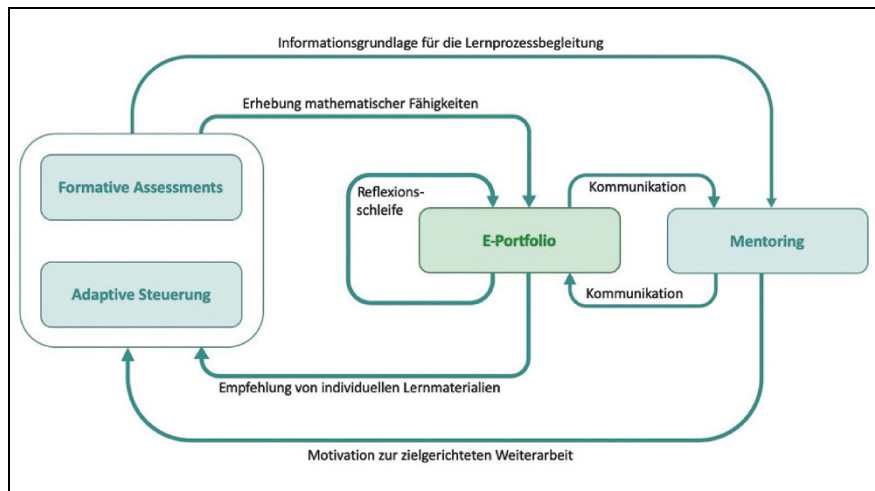 Informationsgrundlage für die Lernprozessbegleitung
Erhebung mathematischer Fähigkeiten
Formative Assessments
Reflexions-
schleife
Kommunikation
E-Portfolio
Mentoring
Adaptive Steuerung
Kommunikation
Empfehlung von individuellen Lernmaterialien
Motivation zur zielgerichteten Weiterarbeit